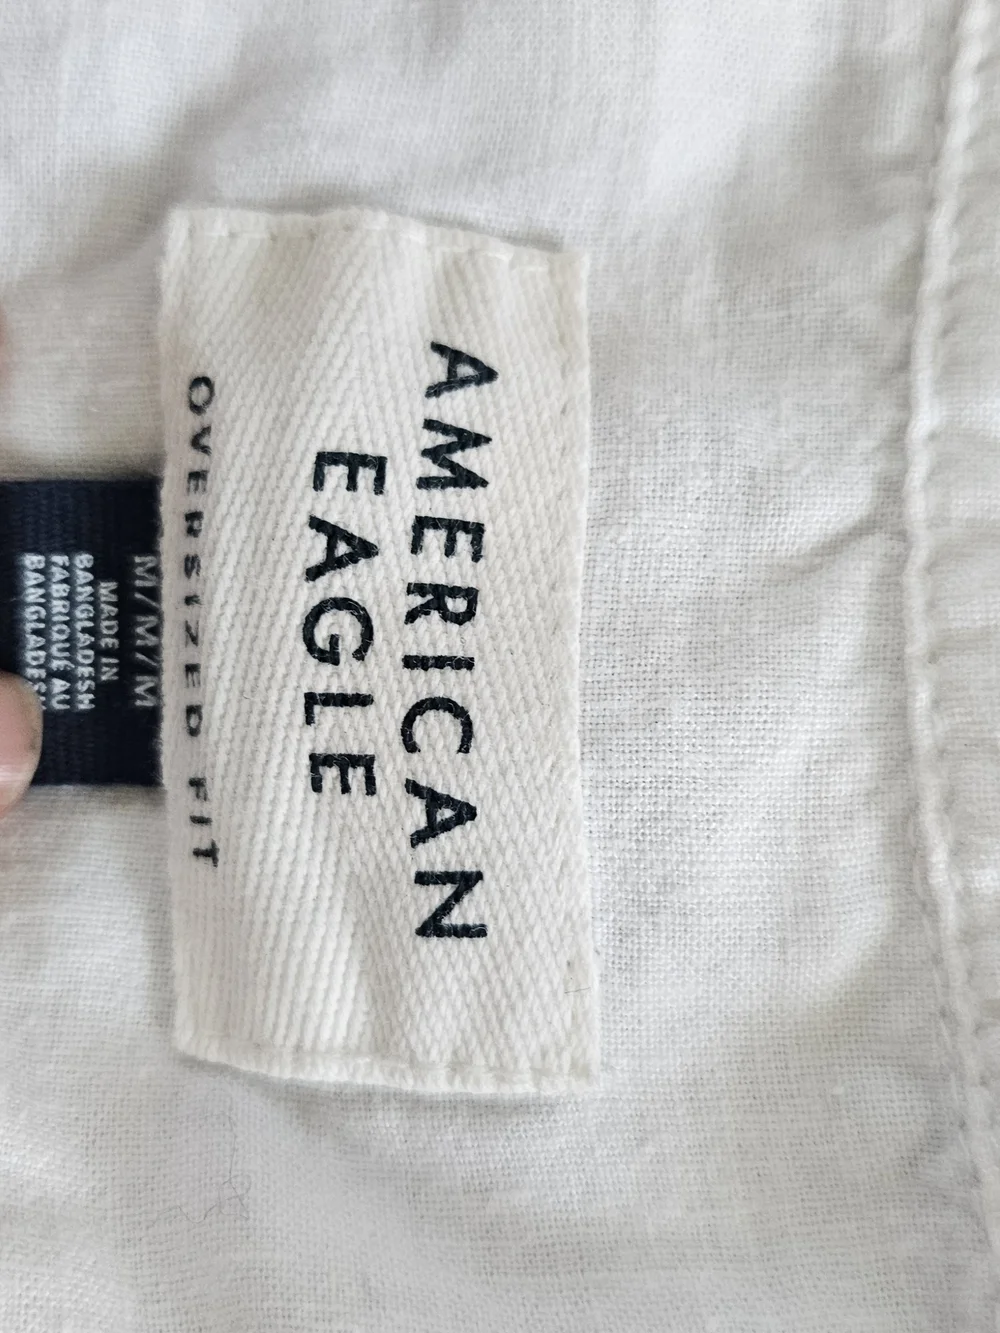 AMERICAN
EAGLE
OVERSIZED FIT
M/M/M
MADE IN
BANGLADESH
FABRIQUÉ AU
BANGLADESH